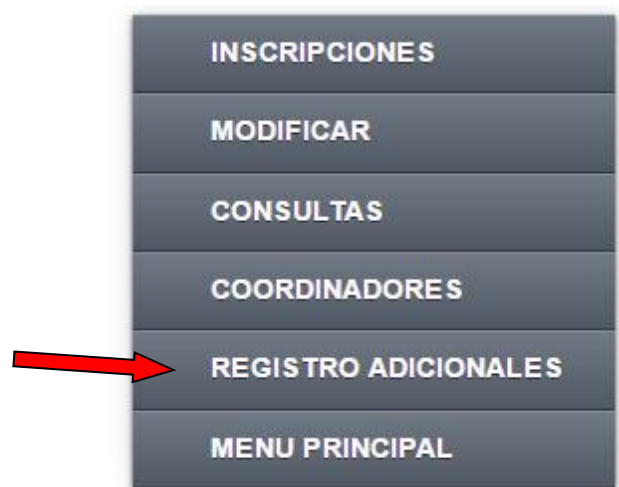 INSCRIPCIONES
MODIFICAR
CONSULTAS
COORDINADORES
REGISTRO ADICIONALES
MENU PRINCIPAL